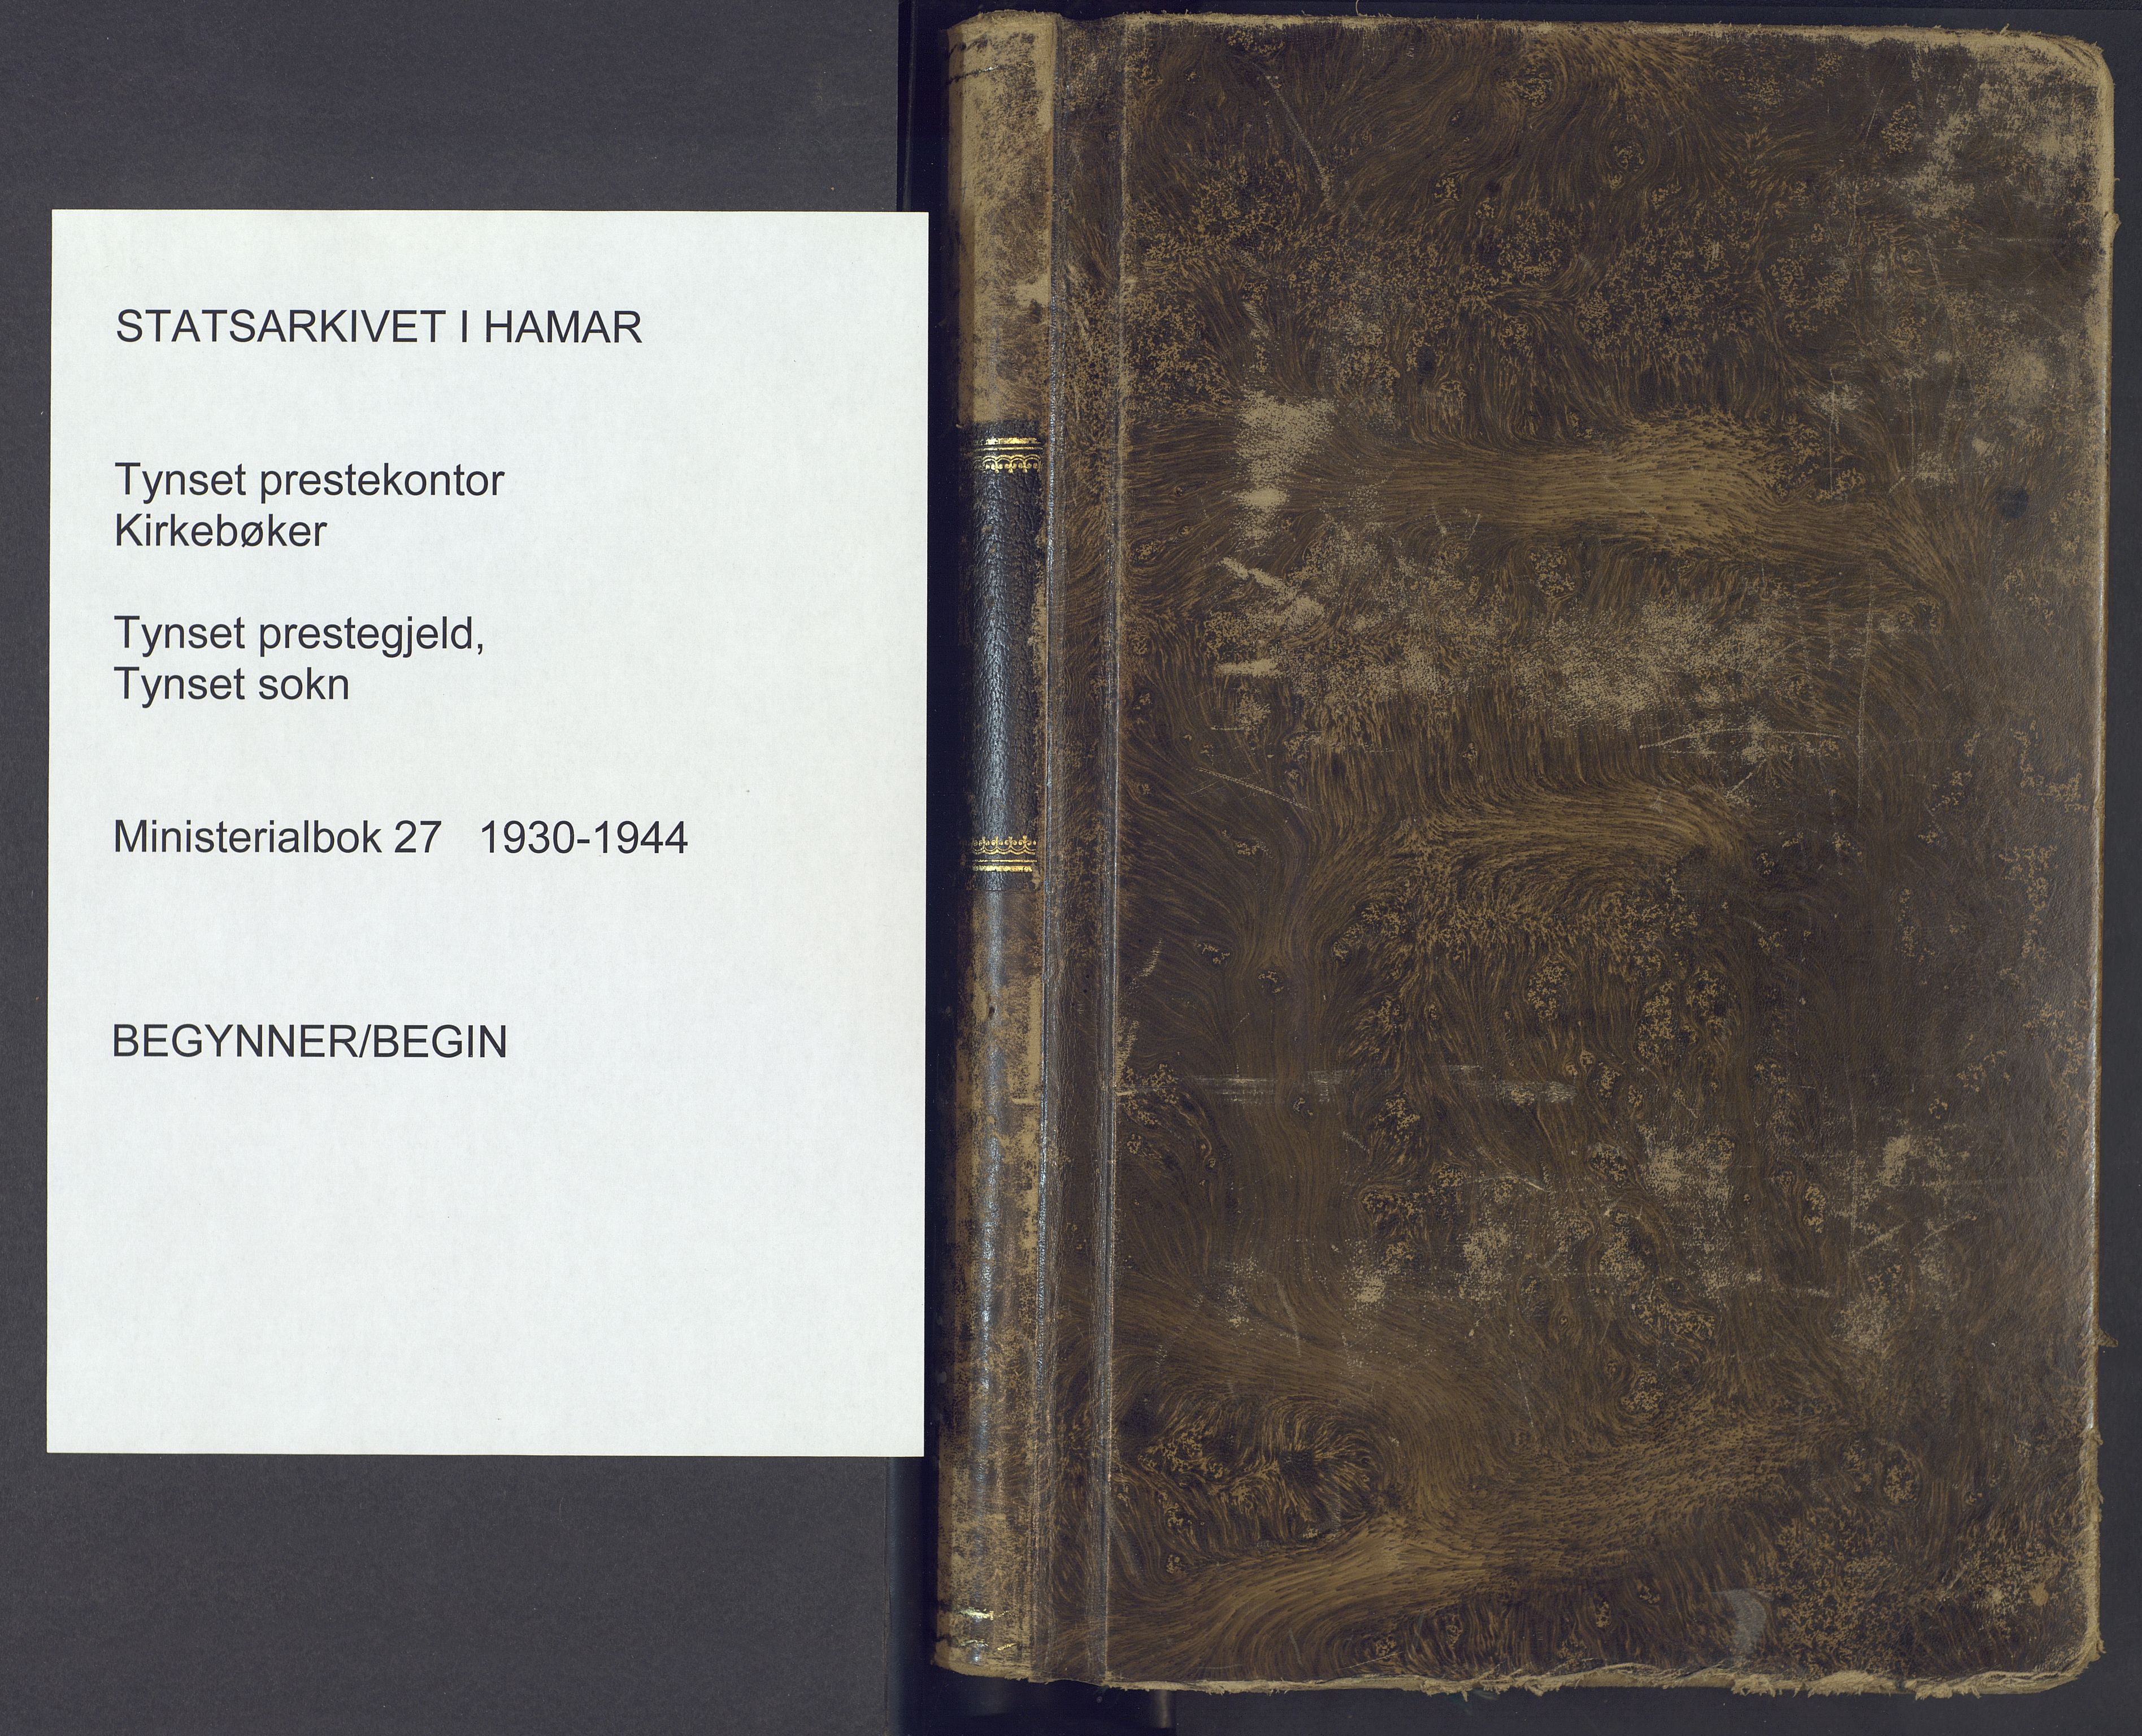 STATSARKIVET I HAMAR
Tynset prestekontor
Kirkebøker
Tynset prestegjeld,
Tynset sokn
Ministerialbok 27 1930-1944
BEGYNNER/BEGIN